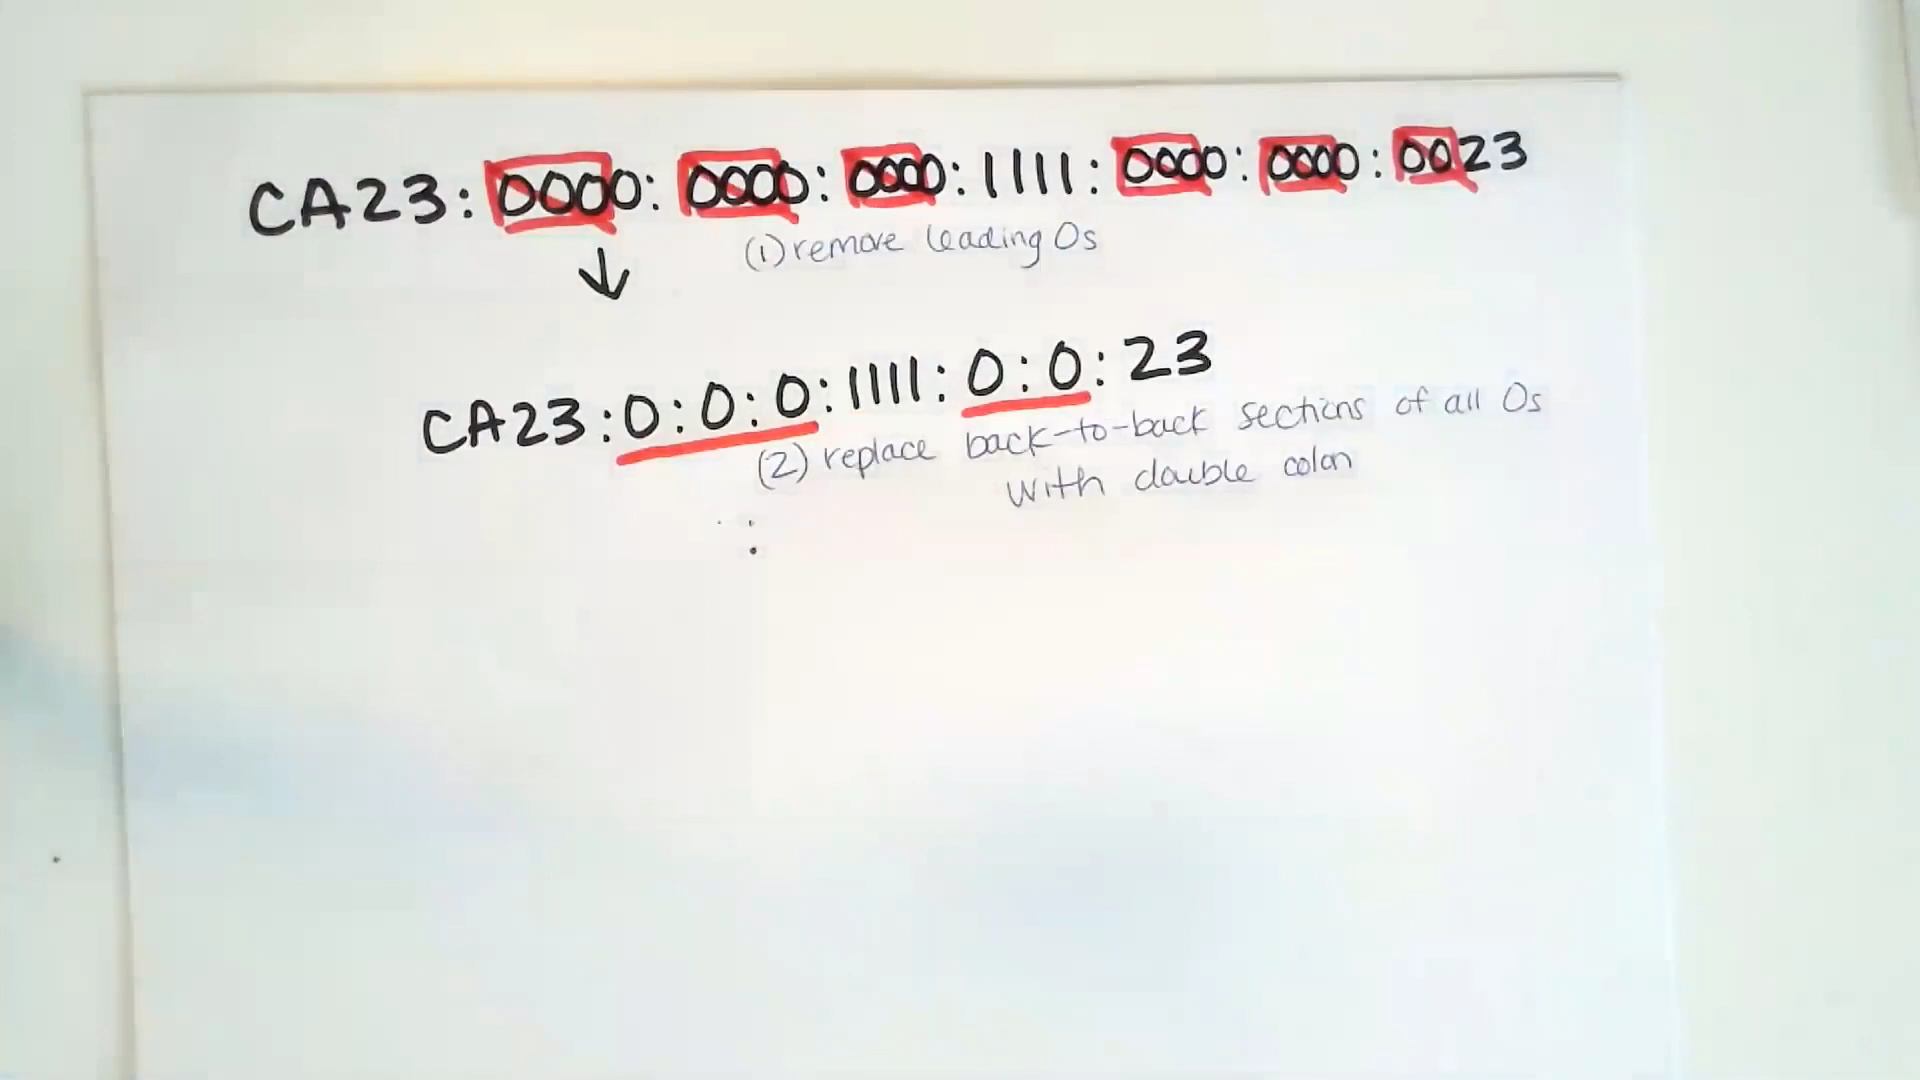 CA23:0000:0000:0000:1111:0000:0000:0023
↓ (1) remove leading 0s
CA23:0:0:0:1111:0:0:23
(2) replace back-to-back sections of all 0s
with double colon
: